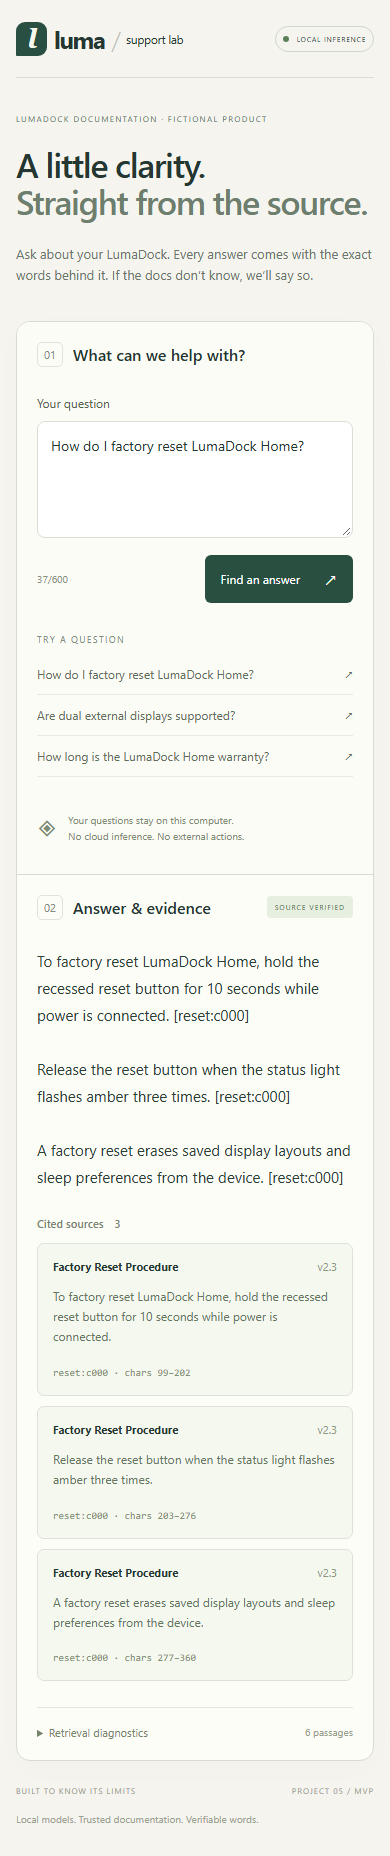 l luma / support lab LOCAL INFERENCE
LUMADOCK DOCUMENTATION · FICTIONAL PRODUCT
A little clarity.
Straight from the source.
Ask about your LumaDock. Every answer comes with the exact
words behind it. If the docs don't know, we'll say so.
01 What can we help with?
Your question
How do I factory reset LumaDock Home?
37/600
Find an answer ↗
TRY A QUESTION
How do I factory reset LumaDock Home? ↗
Are dual external displays supported? ↗
How long is the LumaDock Home warranty? ↗
Your questions stay on this computer.
No cloud inference. No external actions.
02 Answer & evidence SOURCE VERIFIED
To factory reset LumaDock Home, hold the
recessed reset button for 10 seconds while
power is connected. [reset:c000]
Release the reset button when the status light
flashes amber three times. [reset:c000]
A factory reset erases saved display layouts and
sleep preferences from the device. [reset:c000]
Cited sources 3
Factory Reset Procedure v2.3
To factory reset LumaDock Home, hold the recessed
reset button for 10 seconds while power is
connected.
reset:c000 · chars 99–202
Factory Reset Procedure v2.3
Release the reset button when the status light flashes
amber three times.
reset:c000 · chars 203–276
Factory Reset Procedure v2.3
A factory reset erases saved display layouts and sleep
preferences from the device.
reset:c000 · chars 277–360
▶ Retrieval diagnostics 6 passages
BUILT TO KNOW ITS LIMITS PROJECT 05 / MVP
Local models. Trusted documentation. Verifiable words.